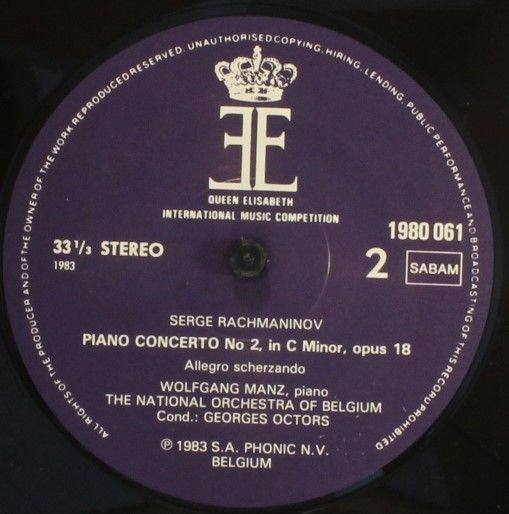 ALL RIGHTS OF THE PRODUCER AND OF THE OWNER OF THE WORK REPRODUCED RESERVED. UNAUTHORISED COPYING, HIRING, LENDING, PUBLIC PERFORMANCE AND BROADCASTING OF THIS RECORD PROHIBITED
EE
QUEEN ELISABETH
INTERNATIONAL MUSIC COMPETITION
33 1/3 STEREO
1983
1980 061
2
SABAM
SERGE RACHMANINOV
PIANO CONCERTO No 2, in C Minor, opus 18
Allegro scherzando
WOLFGANG MANZ, piano
THE NATIONAL ORCHESTRA OF BELGIUM
Cond.: GEORGES OCTORS
℗ 1983 S.A. PHONIC N.V.
BELGIUM